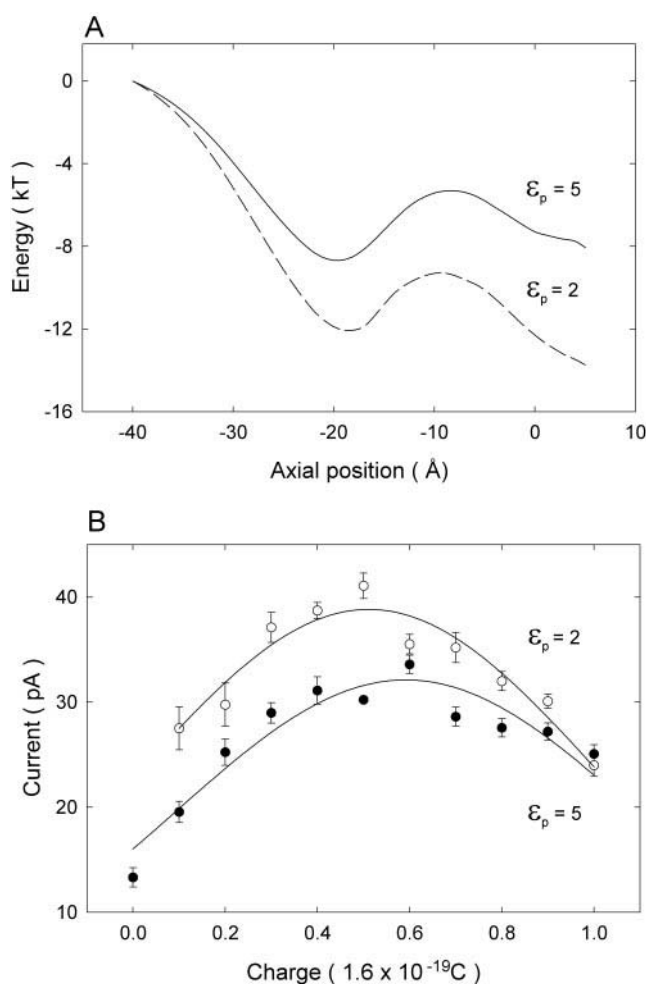 A
0
-4
-8
-12
-16
Energy ( kT )
εp = 5
εp = 2
-40 -30 -20 -10 0 10
Axial position ( Å )
B
40
30
20
10
Current ( pA )
εp = 2
εp = 5
0.0 0.2 0.4 0.6 0.8 1.0
Charge ( 1.6 x 10 -19C )